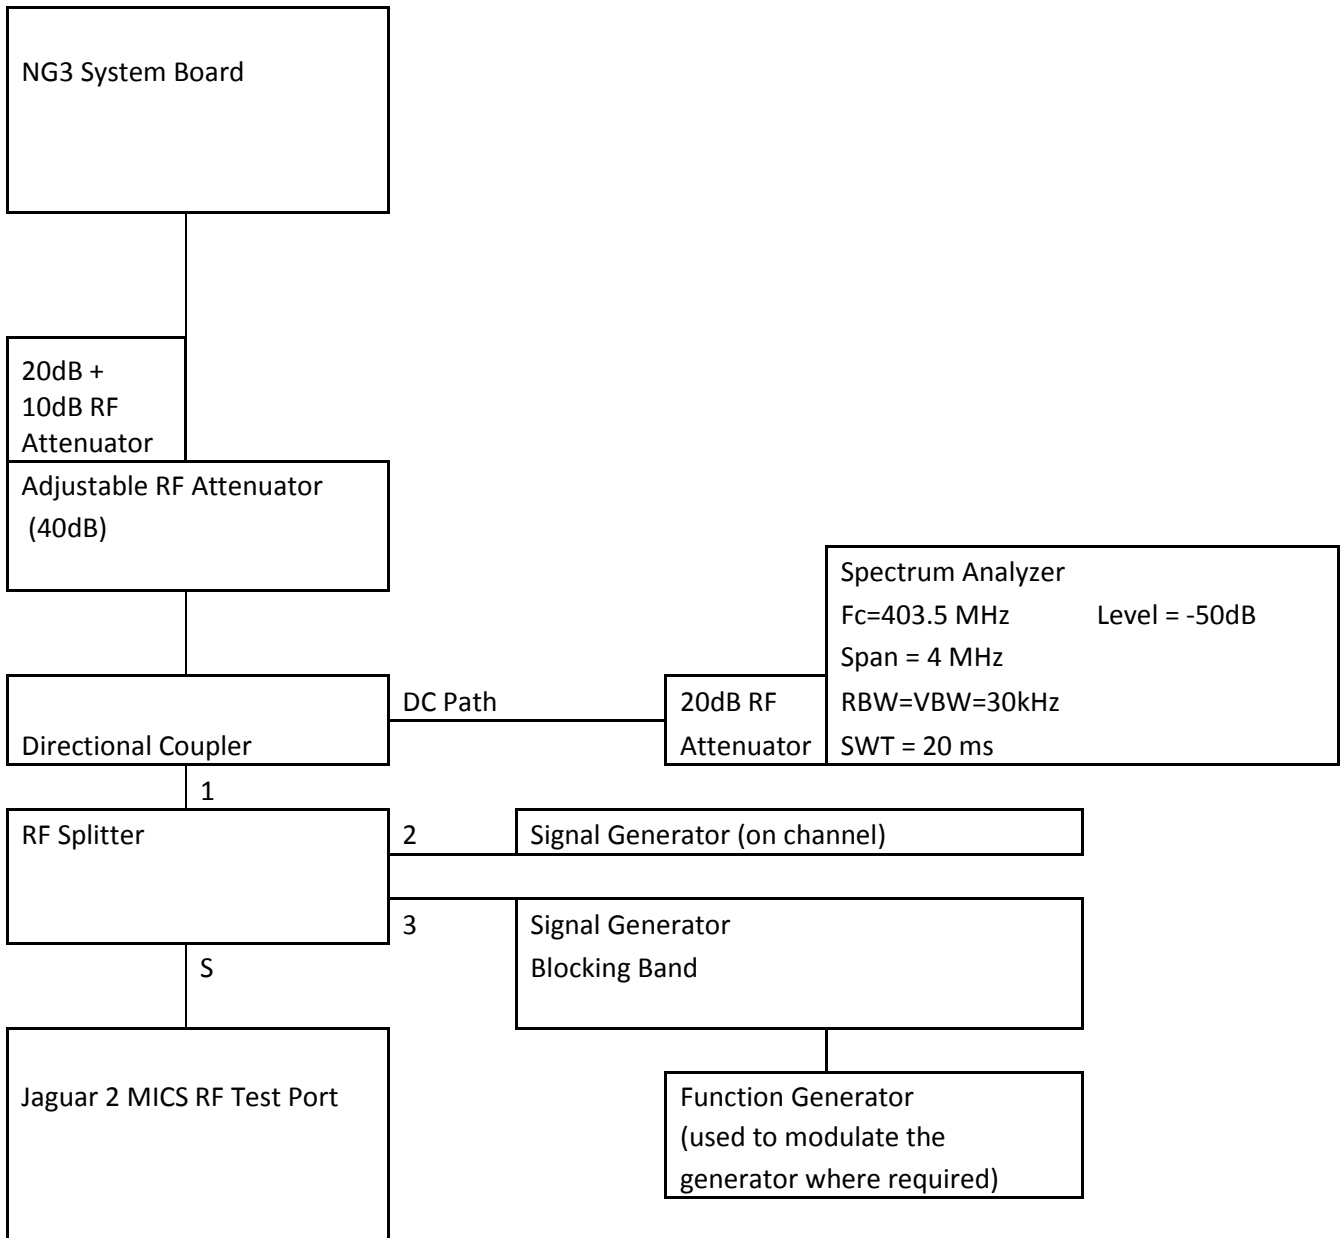 NG3 System Board
20dB +
10dB RF
Attenuator
Adjustable RF Attenuator
(40dB)
Spectrum Analyzer
Fc=403.5 MHz Level = -50dB
Span = 4 MHz
DC Path
20dB RF
Attenuator
RBW=VBW=30kHz
SWT = 20 ms
Directional Coupler
1
RF Splitter
2
Signal Generator (on channel)
3
Signal Generator
Blocking Band
S
Jaguar 2 MICS RF Test Port
Function Generator
(used to modulate the
generator where required)